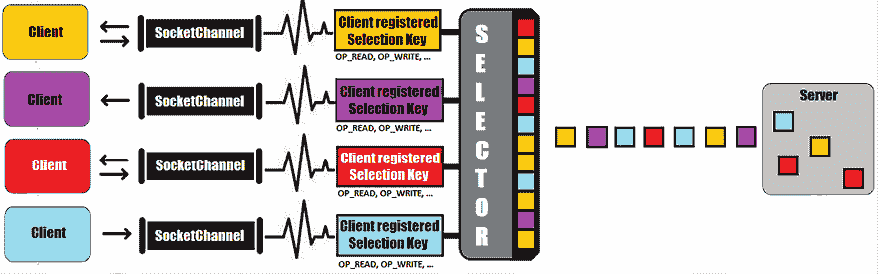 Client
SocketChannel
Client registered
Selection Key
OP_READ, OP_WRITE, ...
Client
SocketChannel
Client registered
Selection Key
OP_READ, OP_WRITE, ...
Client
SocketChannel
Client registered
Selection Key
OP_READ, OP_WRITE, ...
Client
SocketChannel
Client registered
Selection Key
OP_READ, OP_WRITE, ...
SELECTOR
Server